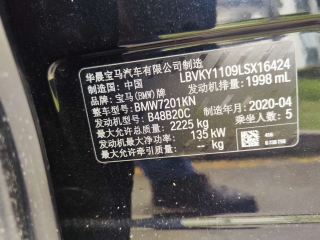 华晨宝马汽车有限公司制造
制造国：中国 LBVKY1109LSX16424
品牌：宝马(BMW)牌 发动机排量：1998 mL
整车型号：BMW7201KN
发动机型号：B48B20C 制造年月：2020-04
最大允许总质量：2225 kg 乘坐人数：5
发动机最大净功率：135 kW
最大允许牵引质量：-- kg